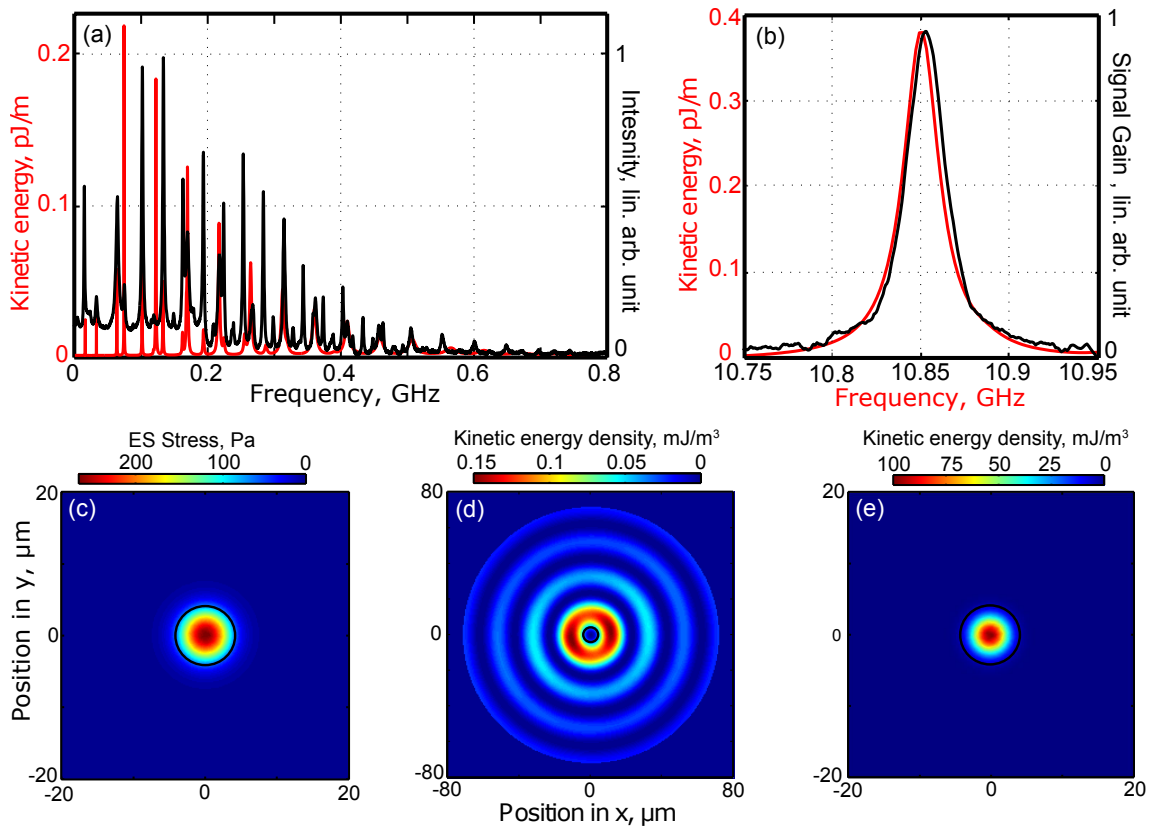 (a)
0.2
0.1
0
Kinetic energy, pJ/m
1
0
Intesnity, lin. arb. unit
0 0.2 0.4 0.6 0.8
Frequency, GHz
(b)
0.4
0.3
0.2
0.1
0
Kinetic energy, pJ/m
1
0
Signal Gain , lin. arb. unit
10.75 10.8 10.85 10.9 10.95
Frequency, GHz
ES Stress, Pa
200 100 0
(c)
20
0
-20
Position in y, µm
-20 0 20
Kinetic energy density, mJ/m³
0.15 0.1 0.05 0
(d)
80
0
-80
-80 0 80
Position in x, µm
Kinetic energy density, mJ/m³
100 75 50 25 0
(e)
20
0
-20
-20 0 20